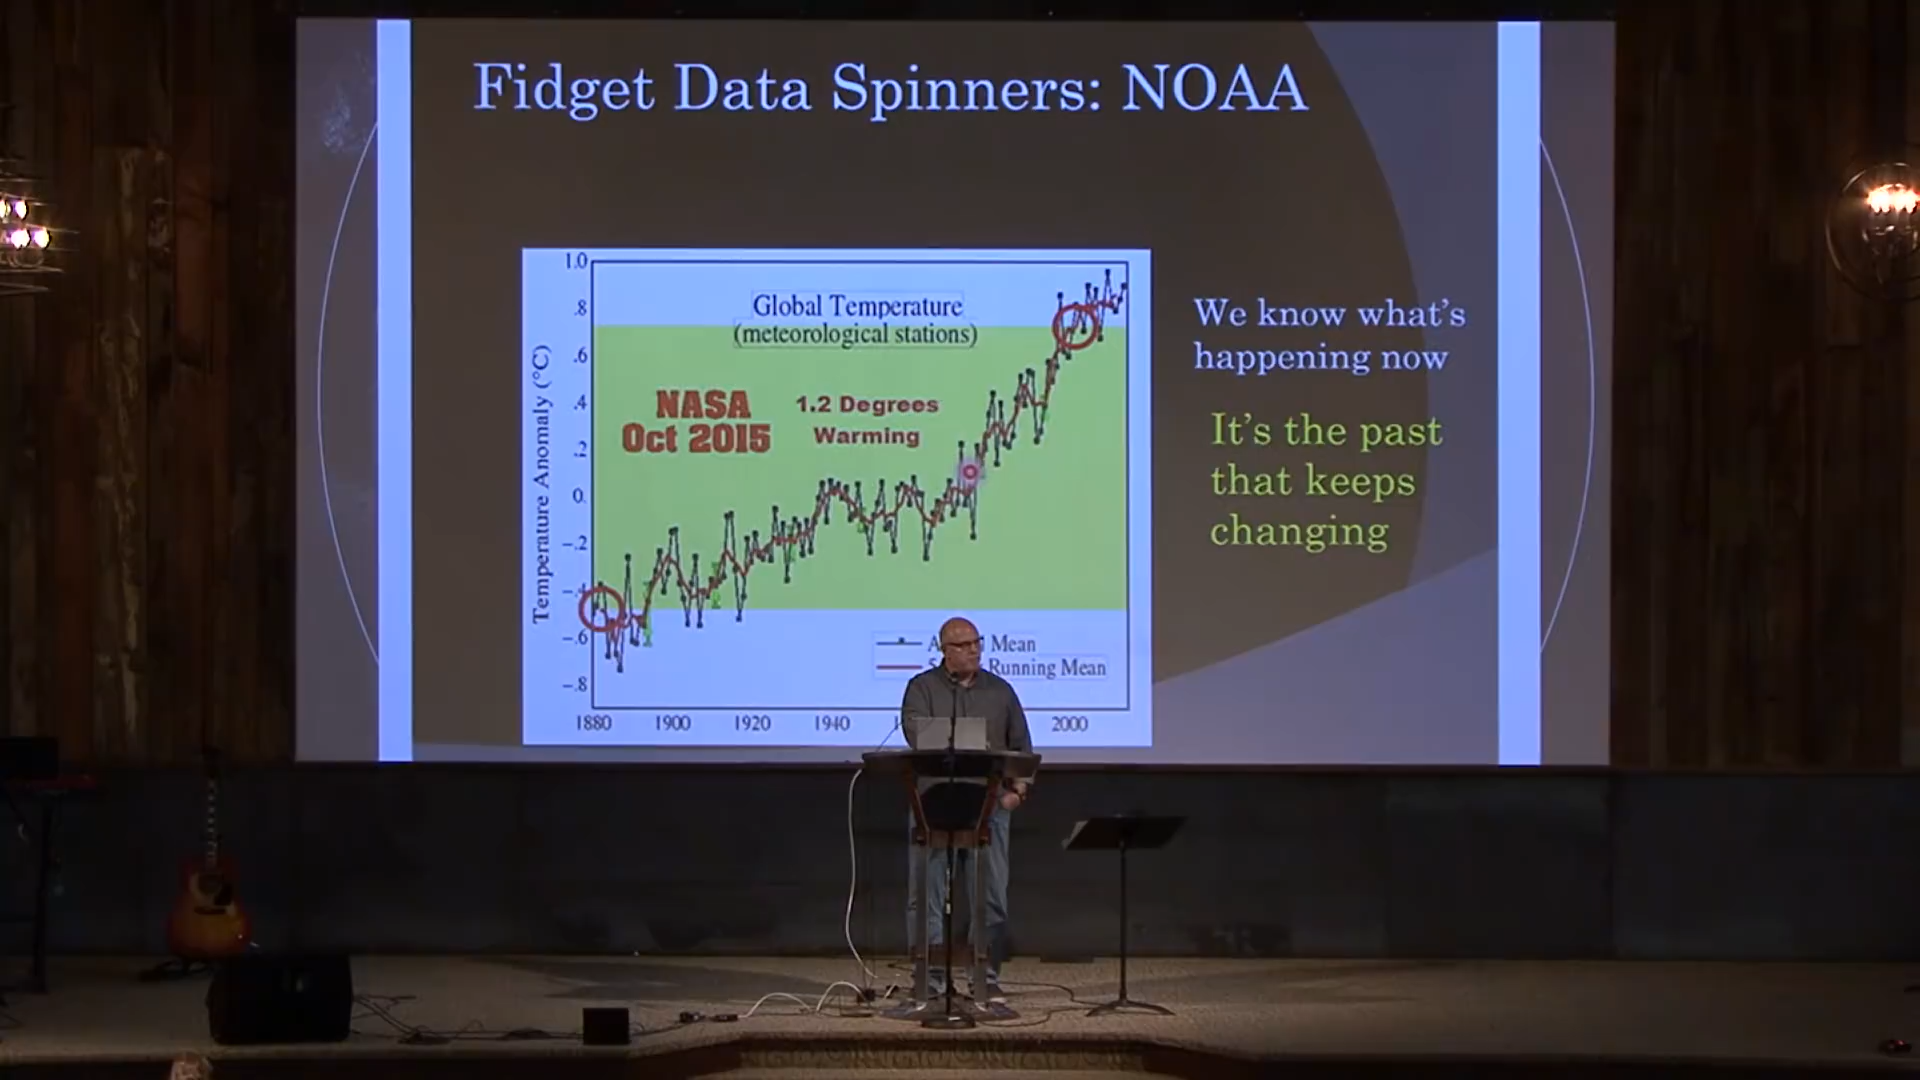 Fidget Data Spinners: NOAA
We know what's
happening now
It's the past
that keeps
changing
Global Temperature
(meteorological stations)
NASA
Oct 2015
1.2 Degrees
Warming
Temperature Anomaly (°C)
1.0
.8
.6
.4
.2
0.
-.2
-.4
-.6
-.8
Mean
Running Mean
1880 1900 1920 1940 2000